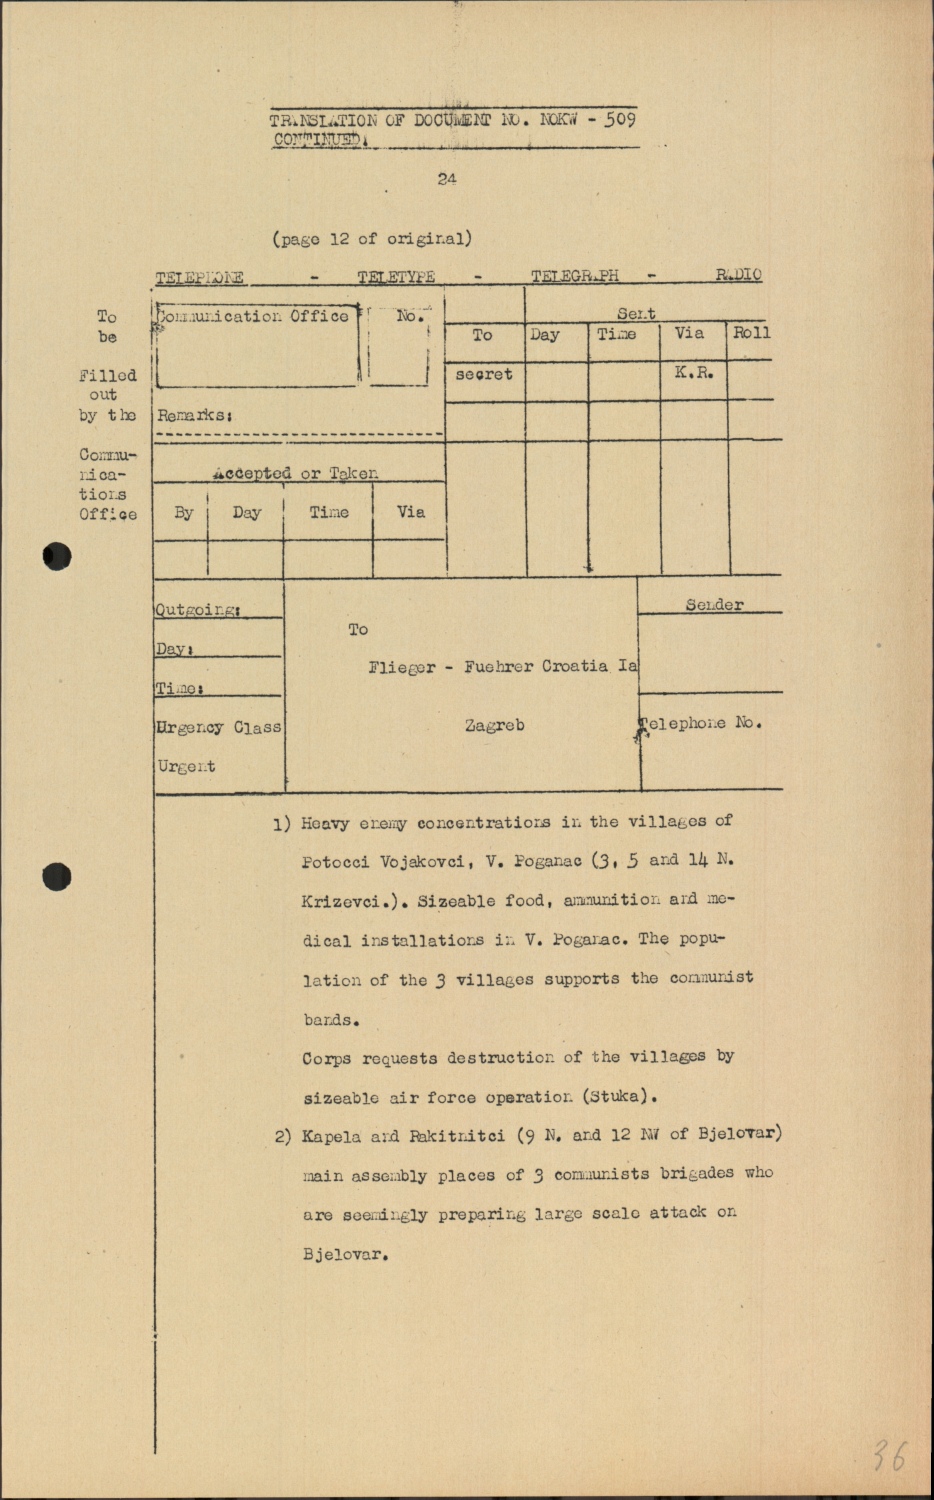 TRANSLATION OF DOCUMENT NO. NOKW - 509
CONTINUED.
24
(page 12 of original)
TELEPHONE - TELETYPE - TELEGRAPH - RADIO
To
be
Filled
out
by the
Commu-
nica-
tions
Office
Communication Office No.
Remarks:
Sent
To Day Time Via Roll
secret K.R.
Accepted or Taken
By Day Time Via
Outgoing:
Day:
Time:
Urgency Class
Urgent
To
Flieger - Fuehrer Croatia Ia
Zagreb
Sender
Telephone No.
1) Heavy enemy concentrations in the villages of
Potocci Vojakovci, V. Poganac (3, 5 and 14 N.
Krizevci.). Sizeable food, ammunition and me-
dical installations in V. Poganac. The popu-
lation of the 3 villages supports the communist
bands.
Corps requests destruction of the villages by
sizeable air force operation (Stuka).
2) Kapela and Rakitnitci (9 N. and 12 NW of Bjelovar)
main assembly places of 3 communists brigades who
are seemingly preparing large scale attack on
Bjelovar.
36